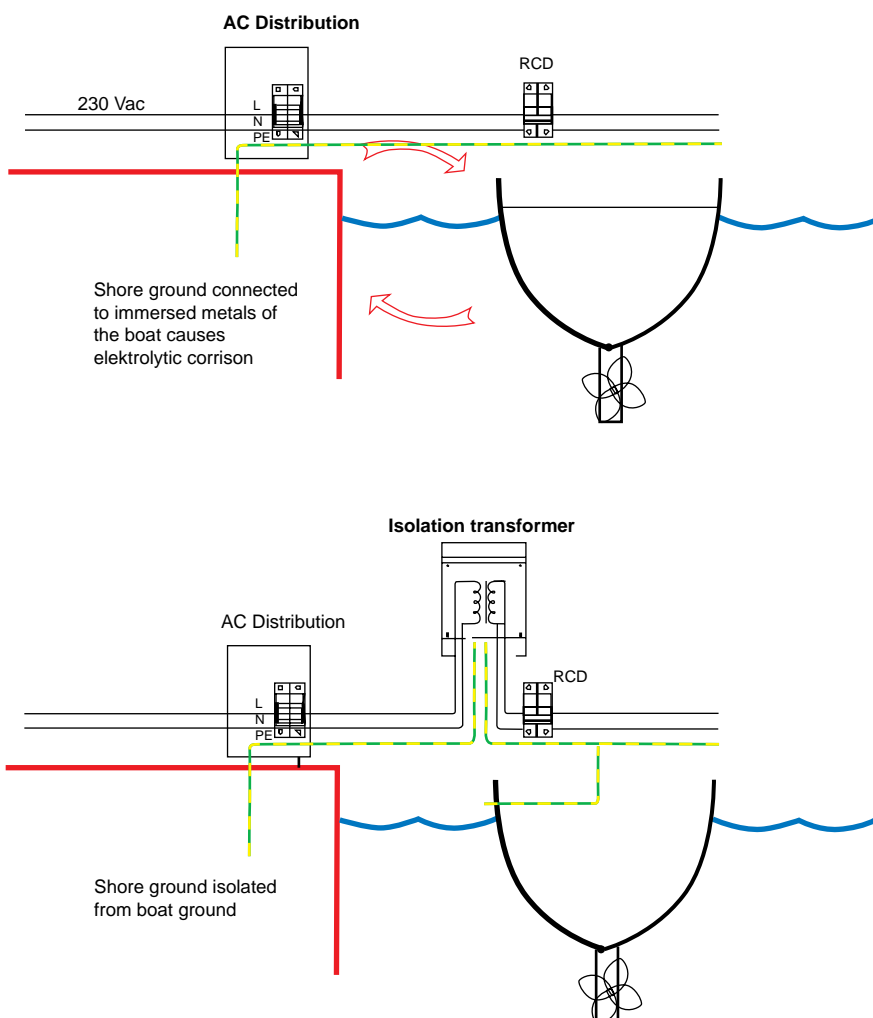 AC Distribution
RCD
230 Vac
L
N
PE
Shore ground connected
to immersed metals of
the boat causes
elektrolytic corrison
Isolation transformer
AC Distribution
RCD
L
N
PE
Shore ground isolated
from boat ground